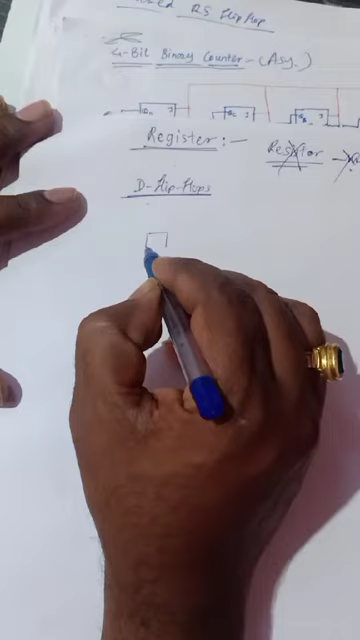 RS Flip Flop
4-Bit Binary Counter - (Asy.)
Register :-
Resistor
D-Flip-Flops